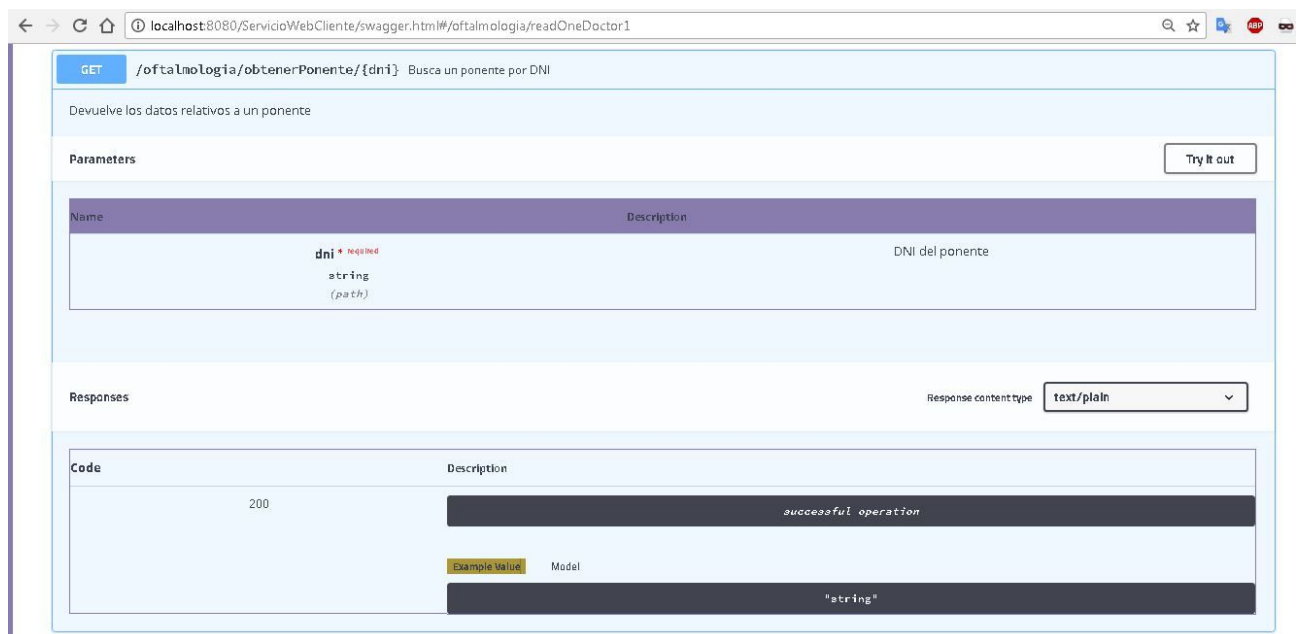 localhost:8080/ServicioWebCliente/swagger.html#/oftalmologia/readOneDoctor1
ABP
GET /oftalmologia/obtenerPonente/{dni} Busca un ponente por DNI
Devuelve los datos relativos a un ponente
Parameters Try it out
Name Description
dni * required DNI del ponente
string
(path)
Responses Response content type text/plain
Code Description
200 successful operation
Example Value Model
"string"